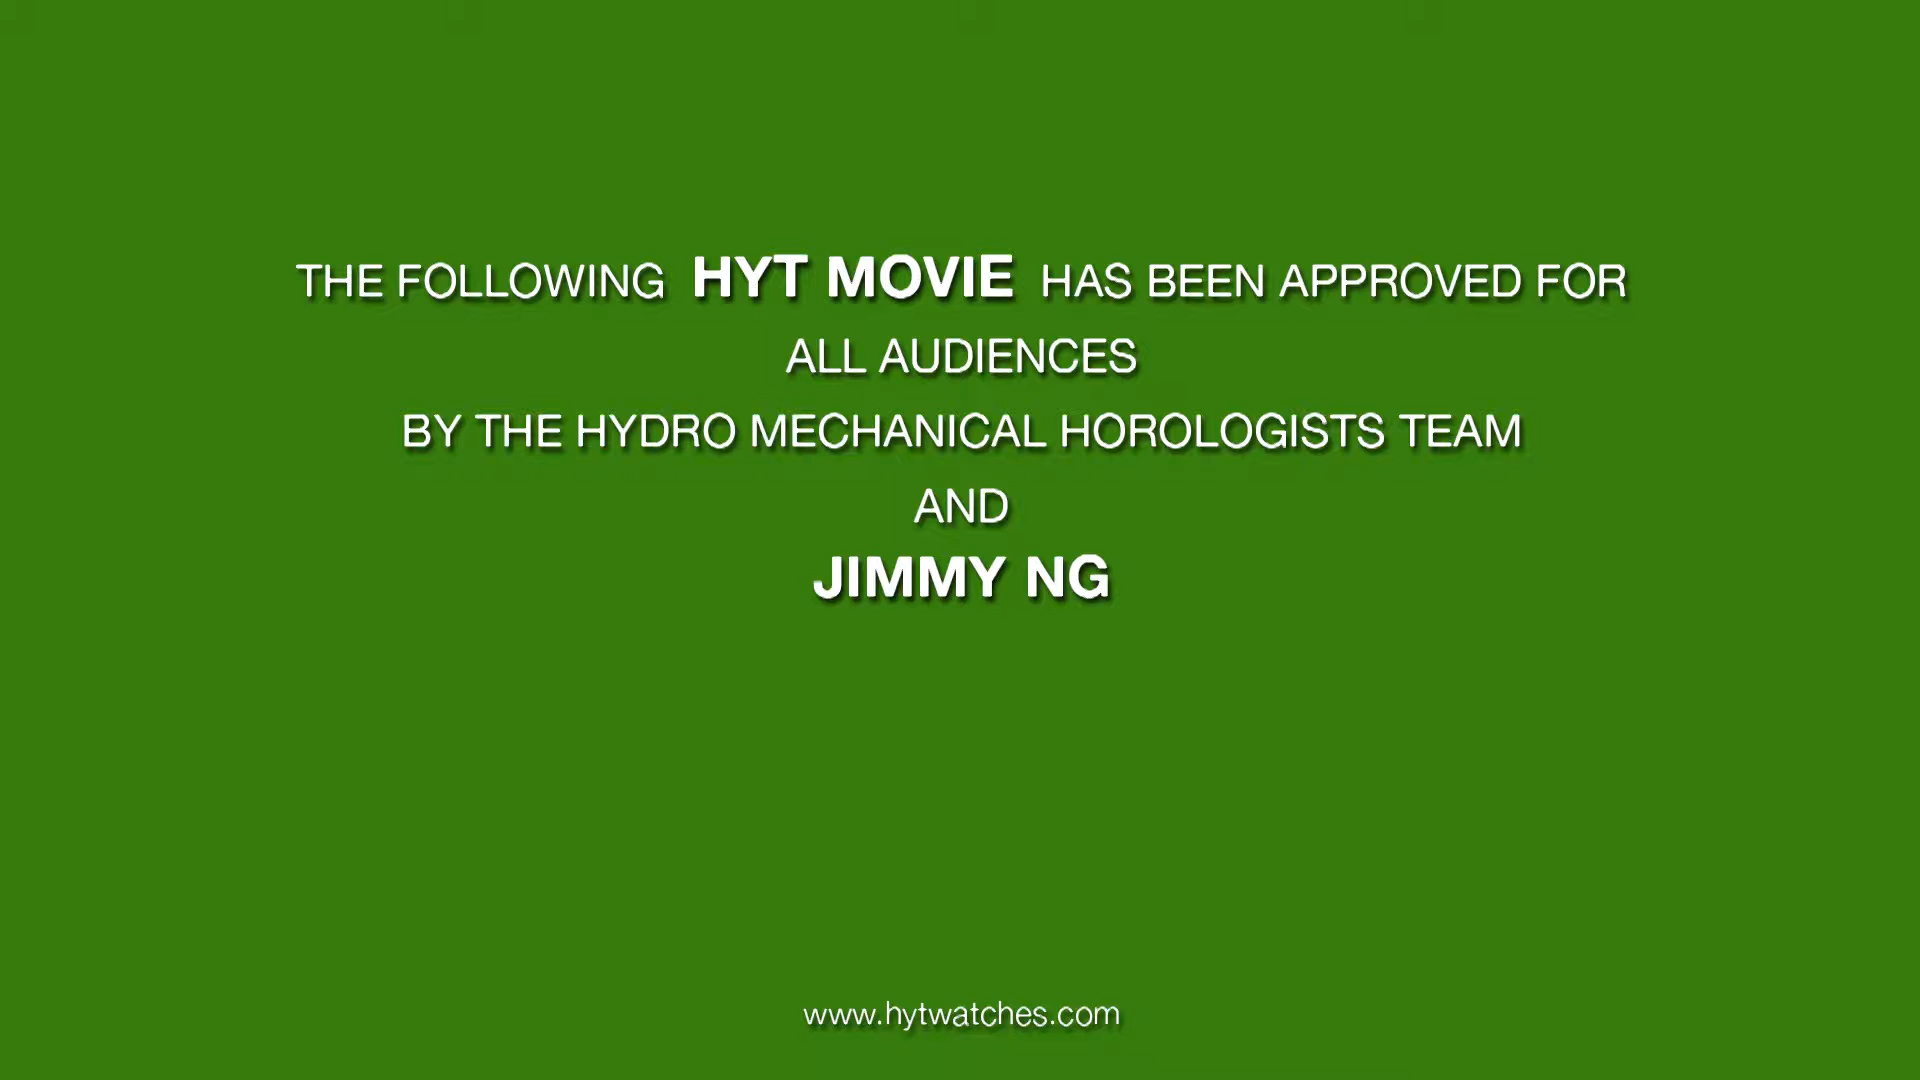 THE FOLLOWING HYT MOVIE HAS BEEN APPROVED FOR
ALL AUDIENCES
BY THE HYDRO MECHANICAL HOROLOGISTS TEAM
AND
JIMMY NG
www.hytwatches.com